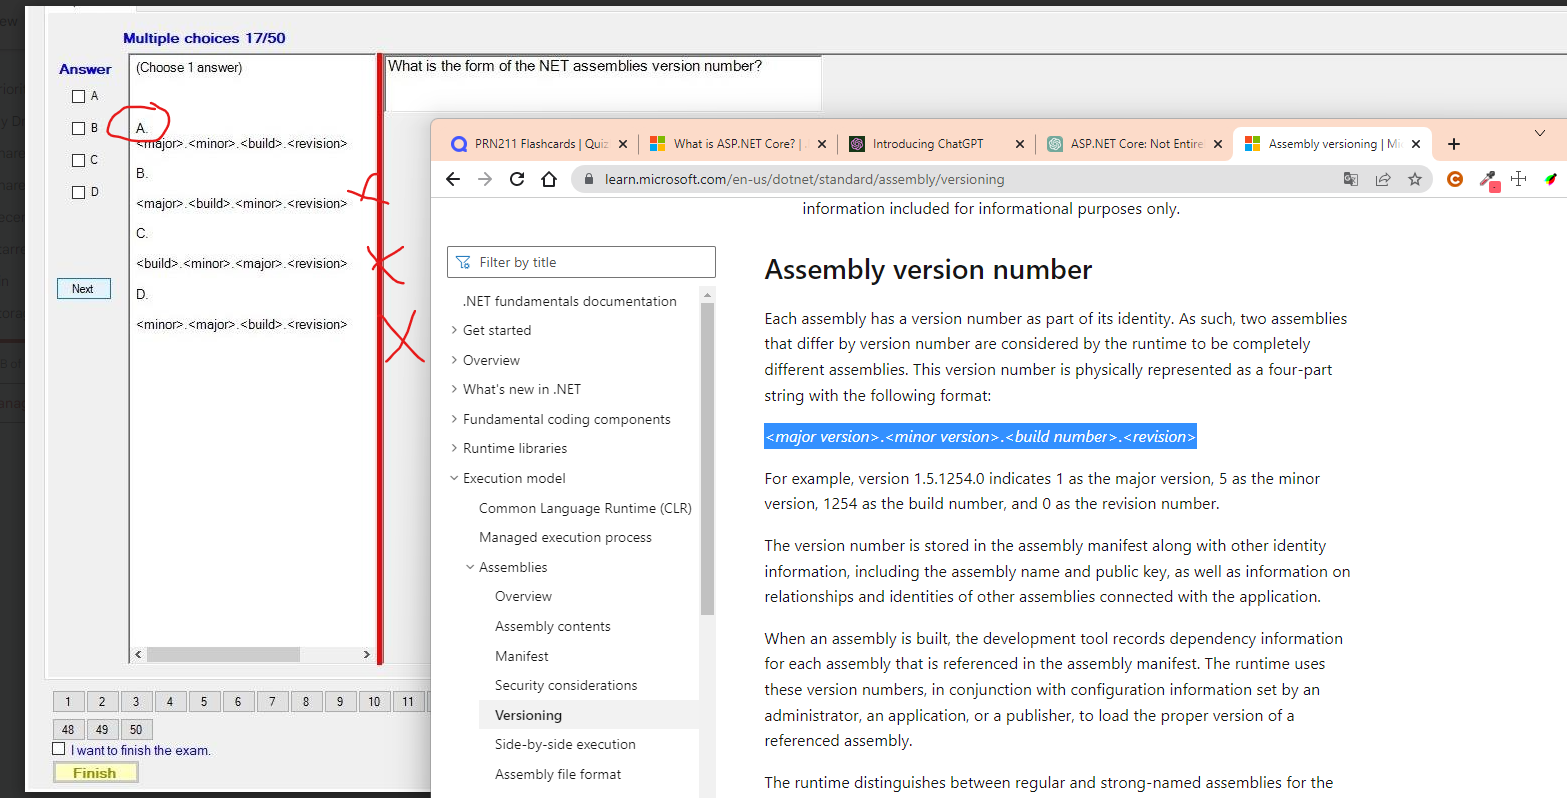 Multiple choices 17/50
Answer
A
B
C
D
Next
(Choose 1 answer)
A.
<major>.<minor>.<build>.<revision>
B.
<major>.<build>.<minor>.<revision>
C.
<build>.<minor>.<major>.<revision>
D.
<minor>.<major>.<build>.<revision>
What is the form of the NET assemblies version number?
1 2 3 4 5 6 7 8 9 10 11
48 49 50
I want to finish the exam.
Finish
PRN211 Flashcards | Quiz
What is ASP.NET Core? |
Introducing ChatGPT
ASP.NET Core: Not Entire
Assembly versioning | Mi
learn.microsoft.com/en-us/dotnet/standard/assembly/versioning
information included for informational purposes only.
Filter by title
.NET fundamentals documentation
Get started
Overview
What's new in .NET
Fundamental coding components
Runtime libraries
Execution model
Common Language Runtime (CLR)
Managed execution process
Assemblies
Overview
Assembly contents
Manifest
Security considerations
Versioning
Side-by-side execution
Assembly file format
Assembly version number
Each assembly has a version number as part of its identity. As such, two assemblies
that differ by version number are considered by the runtime to be completely
different assemblies. This version number is physically represented as a four-part
string with the following format:
<major version>.<minor version>.<build number>.<revision>
For example, version 1.5.1254.0 indicates 1 as the major version, 5 as the minor
version, 1254 as the build number, and 0 as the revision number.
The version number is stored in the assembly manifest along with other identity
information, including the assembly name and public key, as well as information on
relationships and identities of other assemblies connected with the application.
When an assembly is built, the development tool records dependency information
for each assembly that is referenced in the assembly manifest. The runtime uses
these version numbers, in conjunction with configuration information set by an
administrator, an application, or a publisher, to load the proper version of a
referenced assembly.
The runtime distinguishes between regular and strong-named assemblies for the